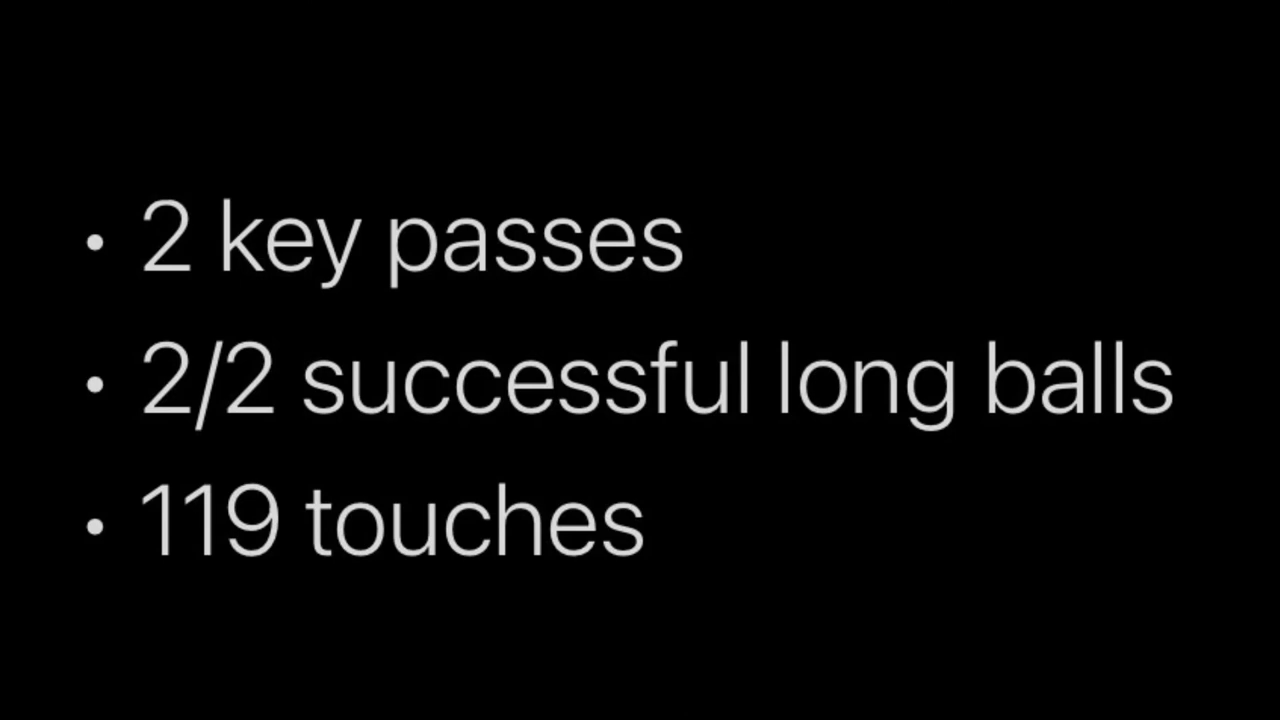 • 2 key passes
• 2/2 successful long balls
• 119 touches